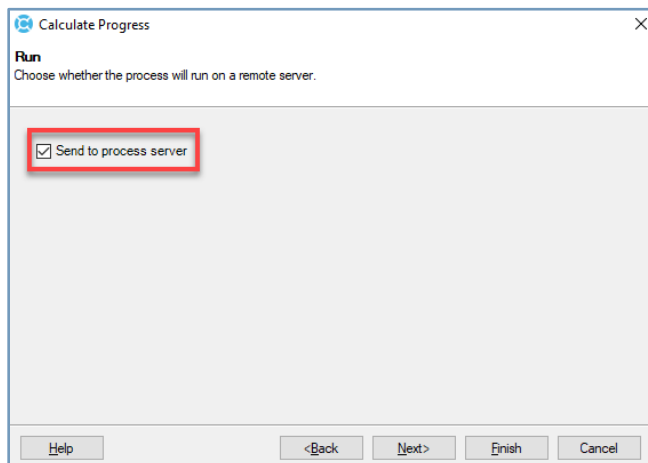 Calculate Progress
Run
Choose whether the process will run on a remote server.
Send to process server
Help
<Back
Next>
Finish
Cancel